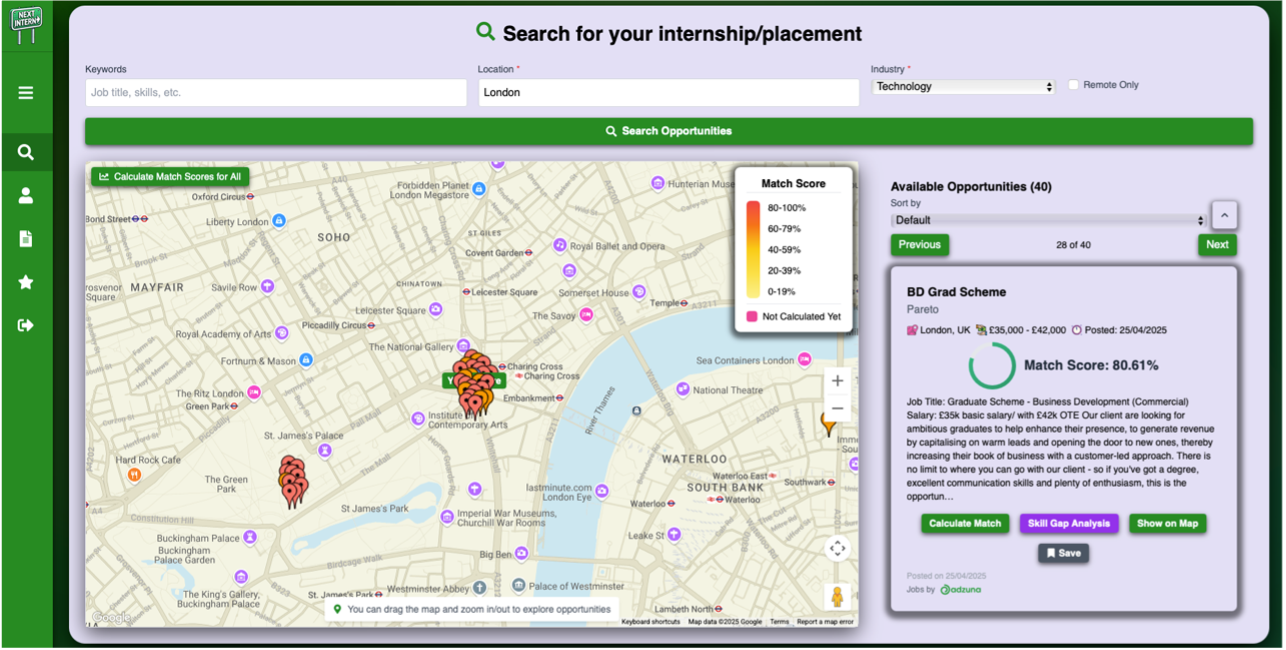 NEXT
INTERN
Search for your internship/placement
Keywords
Job title, skills, etc.
Location *
London
Industry *
Technology
Remote Only
Search Opportunities
Calculate Match Scores for All
Forbidden Planet
London Megastore
Hunterian Muse
Oxford Circus
Bond Street
Liberty London
SOHO
ST GILES
Royal Ballet and Opera
Covent Garden
rosvenor
Square
MAYFAIR
Savile Row
CHINATOWN
Leicester Square
Somerset House
Temple
A3211
Leicester Square
The Savoy
Piccadilly Circus
Royal Academy of Arts
The National Gallery
Fortnum & Mason
Charing Cross
Charing Cross
Sea Containers London
The Ritz London
Green Park
Embankment
National Theatre
Institute
Contemporary Arts
River Thames
St. James's Palace
The Mall
Hard Rock Cafe
The Green
Park
WATERLOO
SOUTH BANK
Waterloo East
Waterloo
Southwark
lastminute.com
London Eye
Waterloo
St James's Park
Constitution Hill
Imperial War Museums,
Churchill War Rooms
Leake St
Buckingham Palace
Buckingham
Palace Garden
Birdcage Walk
Big Ben
The King's Gallery,
Buckingham Palace
St. James's Park
Westminster Abbey
Palace of Westminster
Lambeth North
You can drag the map and zoom in/out to explore opportunities
Google
Keyboard shortcuts
Map data ©2025 Google
Terms
Report a map error
Match Score
80-100%
60-79%
40-59%
20-39%
0-19%
Not Calculated Yet
+
−
Available Opportunities (40)
Sort by
Default
Previous
28 of 40
Next
BD Grad Scheme
Pareto
London, UK £35,000 - £42,000 Posted: 25/04/2025
Match Score: 80.61%
Job Title: Graduate Scheme - Business Development (Commercial)
Salary: £35k basic salary/ with £42k OTE Our client are looking for
ambitious graduates to help enhance their presence, to generate revenue
by capitalising on warm leads and opening the door to new ones, thereby
increasing their book of business with a customer-led approach. There is
no limit to where you can go with our client - so if you've got a degree,
excellent communication skills and plenty of enthusiasm, this is the
opportun…
Calculate Match
Skill Gap Analysis
Show on Map
Save
Posted on 25/04/2025
Jobs by adzuna